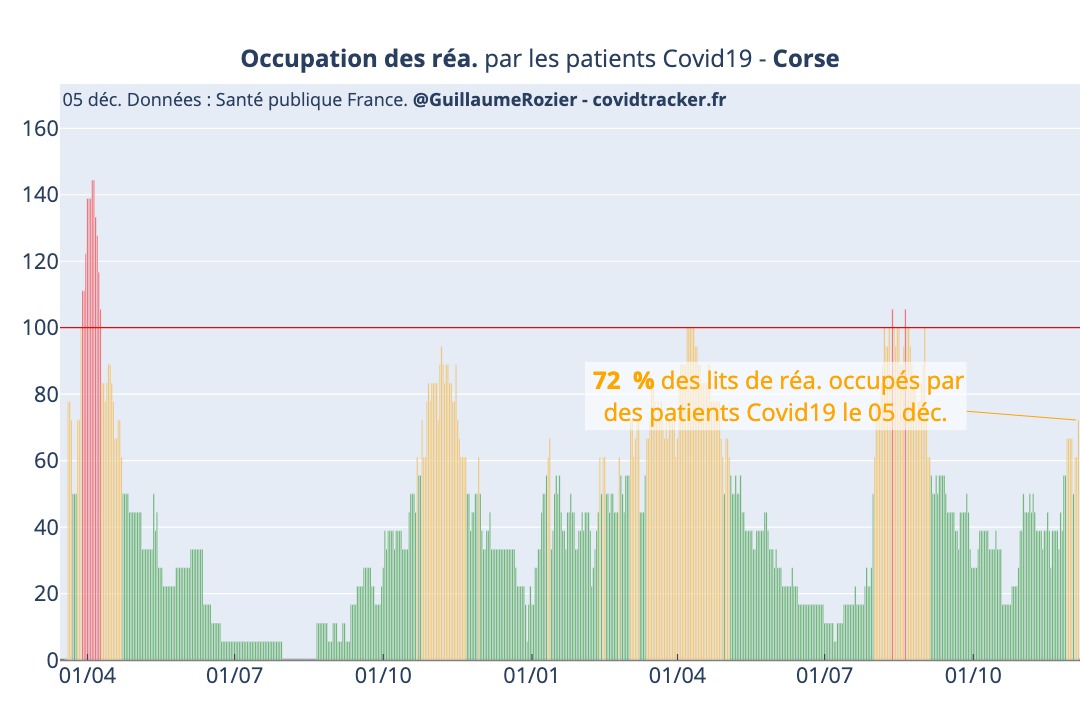 Occupation des réa. par les patients Covid19 - Corse
05 déc. Données : Santé publique France. @GuillaumeRozier - covidtracker.fr
160
140
120
100
80
60
40
20
0
72 % des lits de réa. occupés par
des patients Covid19 le 05 déc.
01/04 01/07 01/10 01/01 01/04 01/07 01/10